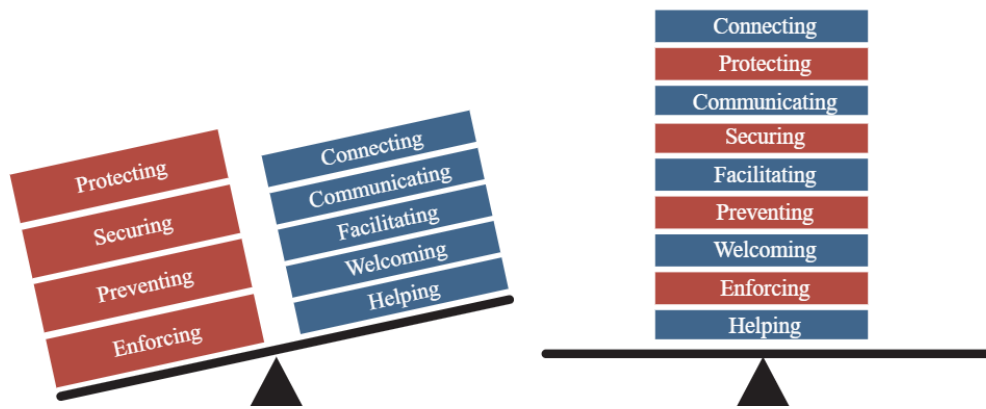 Protecting
Securing
Preventing
Enforcing
Connecting
Communicating
Facilitating
Welcoming
Helping
Connecting
Protecting
Communicating
Securing
Facilitating
Preventing
Welcoming
Enforcing
Helping